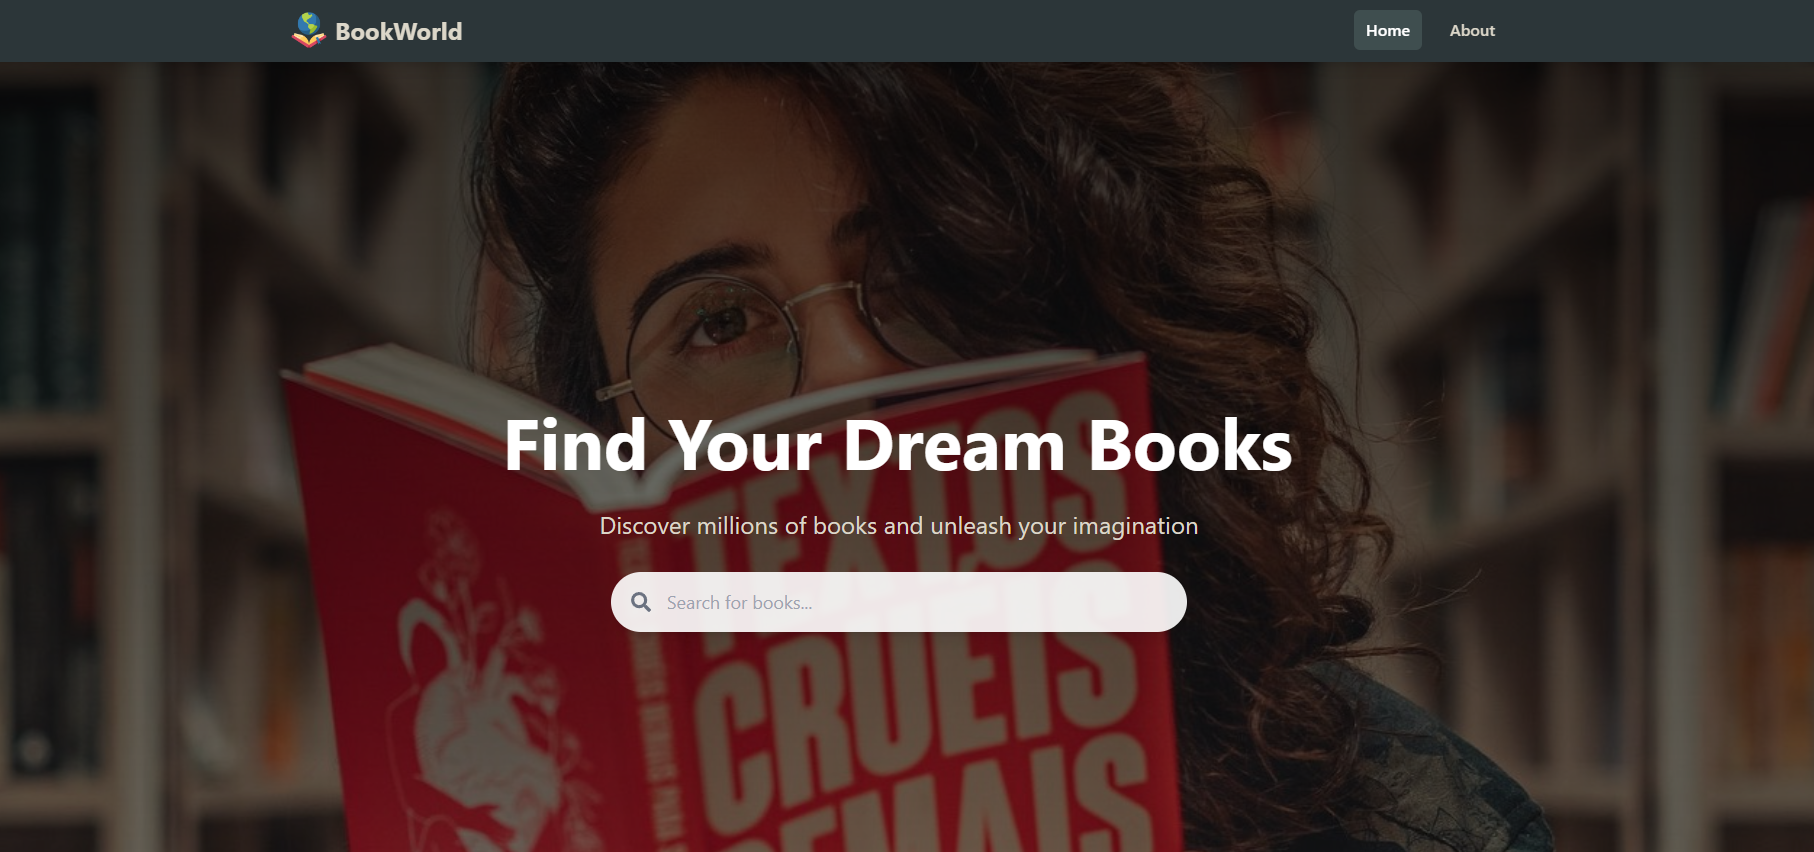 BookWorld
Home
About
Find Your Dream Books
Discover millions of books and unleash your imagination
Search for books...
TEXTOS
CRUÉIS
DEMAIS